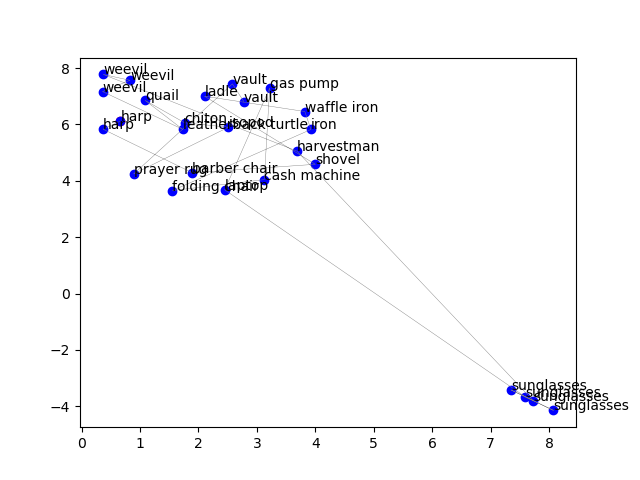 8
weevil
weevil
vault
gas pump
weevil
ladle
quail
vault
waffle iron
6
harp
chiton
isopod
harp
leatherback turtle
iron
harvestman
shovel
prayer rug
barber chair
cash machine
4
folding chair
laptop
2
0
−2
sunglasses
sunglasses
sunglasses
sunglasses
−4
0 1 2 3 4 5 6 7 8